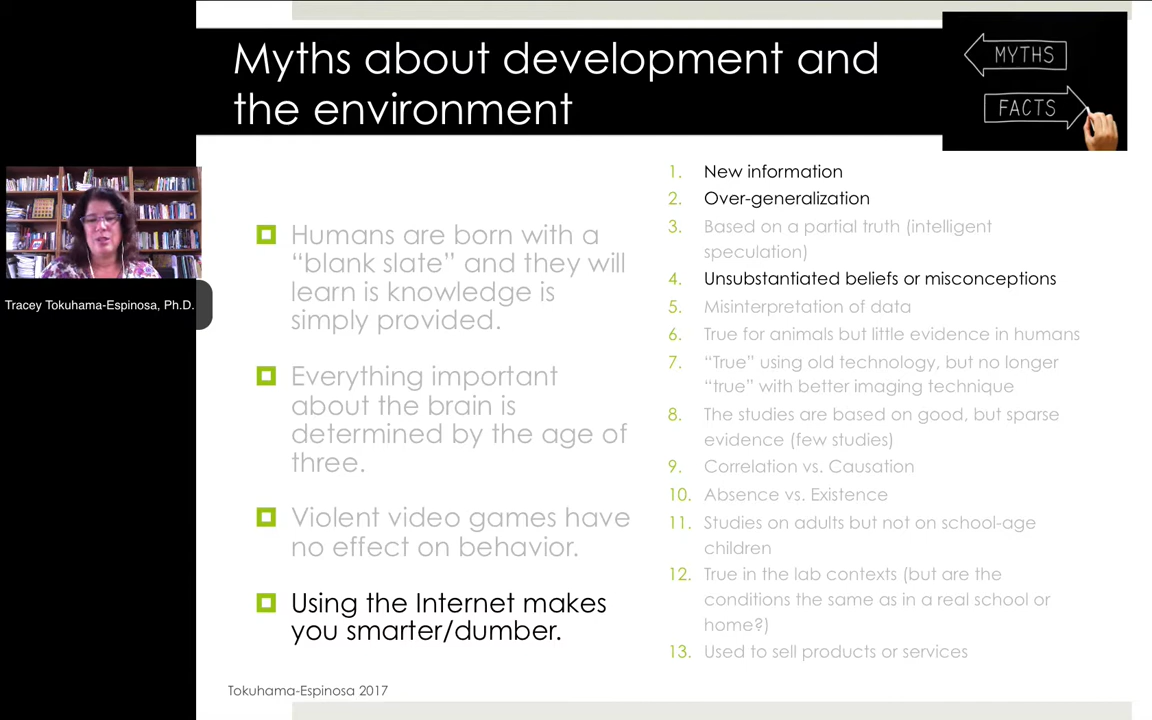 Myths about development and
the environment
MYTHS
FACTS
Tracey Tokuhama-Espinosa, Ph.D.
Humans are born with a
“blank slate” and they will
learn is knowledge is
simply provided.
Everything important
about the brain is
determined by the age of
three.
Violent video games have
no effect on behavior.
Using the Internet makes
you smarter/dumber.
1. New information
2. Over-generalization
3. Based on a partial truth (intelligent
speculation)
4. Unsubstantiated beliefs or misconceptions
5. Misinterpretation of data
6. True for animals but little evidence in humans
7. “True” using old technology, but no longer
“true” with better imaging technique
8. The studies are based on good, but sparse
evidence (few studies)
9. Correlation vs. Causation
10. Absence vs. Existence
11. Studies on adults but not on school-age
children
12. True in the lab contexts (but are the
conditions the same as in a real school or
home?)
13. Used to sell products or services
Tokuhama-Espinosa 2017